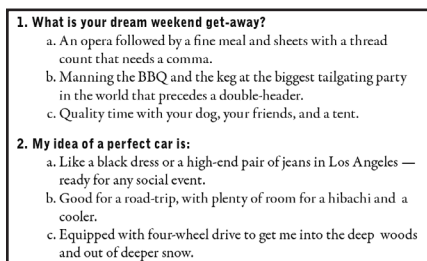 1. What is your dream weekend get-away?
a. An opera followed by a fine meal and sheets with a thread
count that needs a comma.
b. Manning the BBQ and the keg at the biggest tailgating party
in the world that precedes a double-header.
c. Quality time with your dog, your friends, and a tent.
2. My idea of a perfect car is:
a. Like a black dress or a high-end pair of jeans in Los Angeles —
ready for any social event.
b. Good for a road-trip, with plenty of room for a hibachi and a
cooler.
c. Equipped with four-wheel drive to get me into the deep woods
and out of deeper snow.